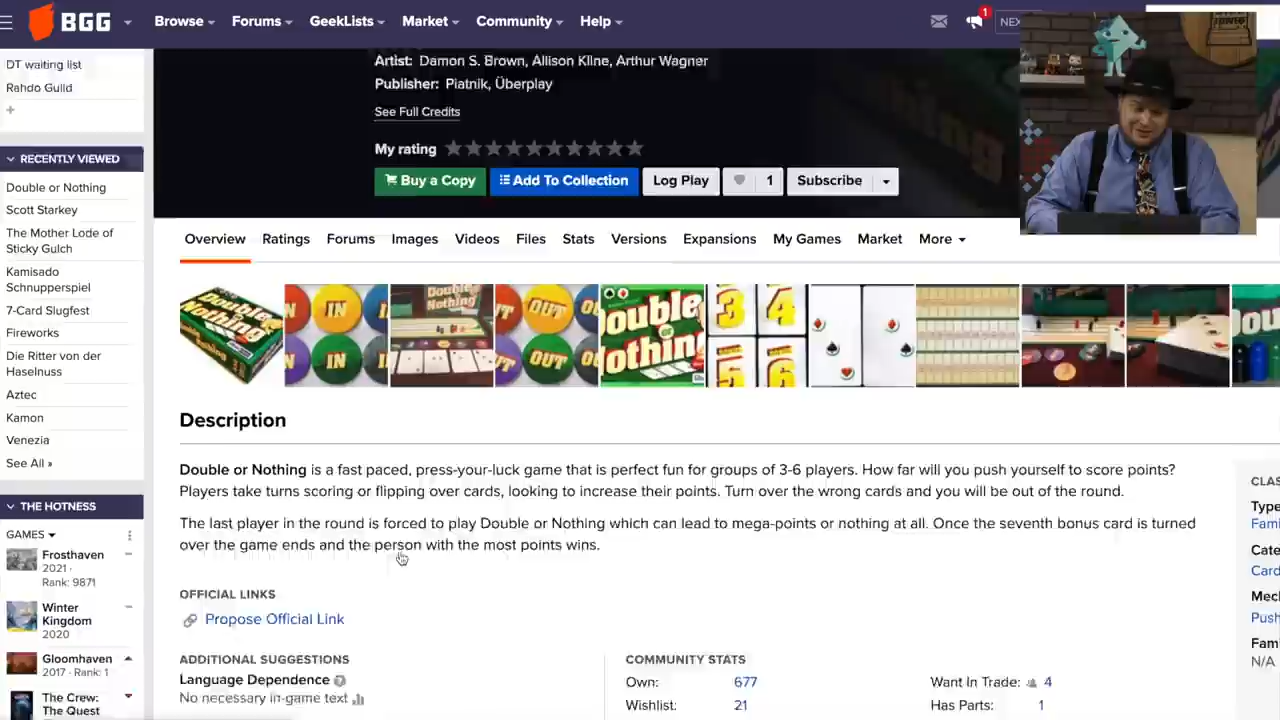 BGG
Browse
Forums
GeekLists
Market
Community
Help
1
DT waiting list
Rahdo Guild
RECENTLY VIEWED
Double or Nothing
Scott Starkey
The Mother Lode of
Sticky Gulch
Kamisado
Schnupperspiel
7-Card Slugfest
Fireworks
Die Ritter von der
Haselnuss
Aztec
Kamon
Venezia
See All »
THE HOTNESS
GAMES
Frosthaven
2021 -
Rank: 9871
Winter
Kingdom
2020
Gloomhaven
2017 - Rank: 1
The Crew:
The Quest
Artist: Damon S. Brown, Allison Kline, Arthur Wagner
Publisher: Piatnik, Überplay
See Full Credits
My rating
Buy a Copy
Add To Collection
Log Play
1
Subscribe
Overview
Ratings
Forums
Images
Videos
Files
Stats
Versions
Expansions
My Games
Market
More
Double or Nothing
IN
IN
OUT
OUT
Double or Nothing
3 4
5 6
Description
Double or Nothing is a fast paced, press-your-luck game that is perfect fun for groups of 3-6 players. How far will you push yourself to score points?
Players take turns scoring or flipping over cards, looking to increase their points. Turn over the wrong cards and you will be out of the round.
The last player in the round is forced to play Double or Nothing which can lead to mega-points or nothing at all. Once the seventh bonus card is turned
over the game ends and the person with the most points wins.
OFFICIAL LINKS
Propose Official Link
ADDITIONAL SUGGESTIONS
Language Dependence
No necessary in-game text
COMMUNITY STATS
Own: 677
Wishlist: 21
Want In Trade: 4
Has Parts: 1
N/A